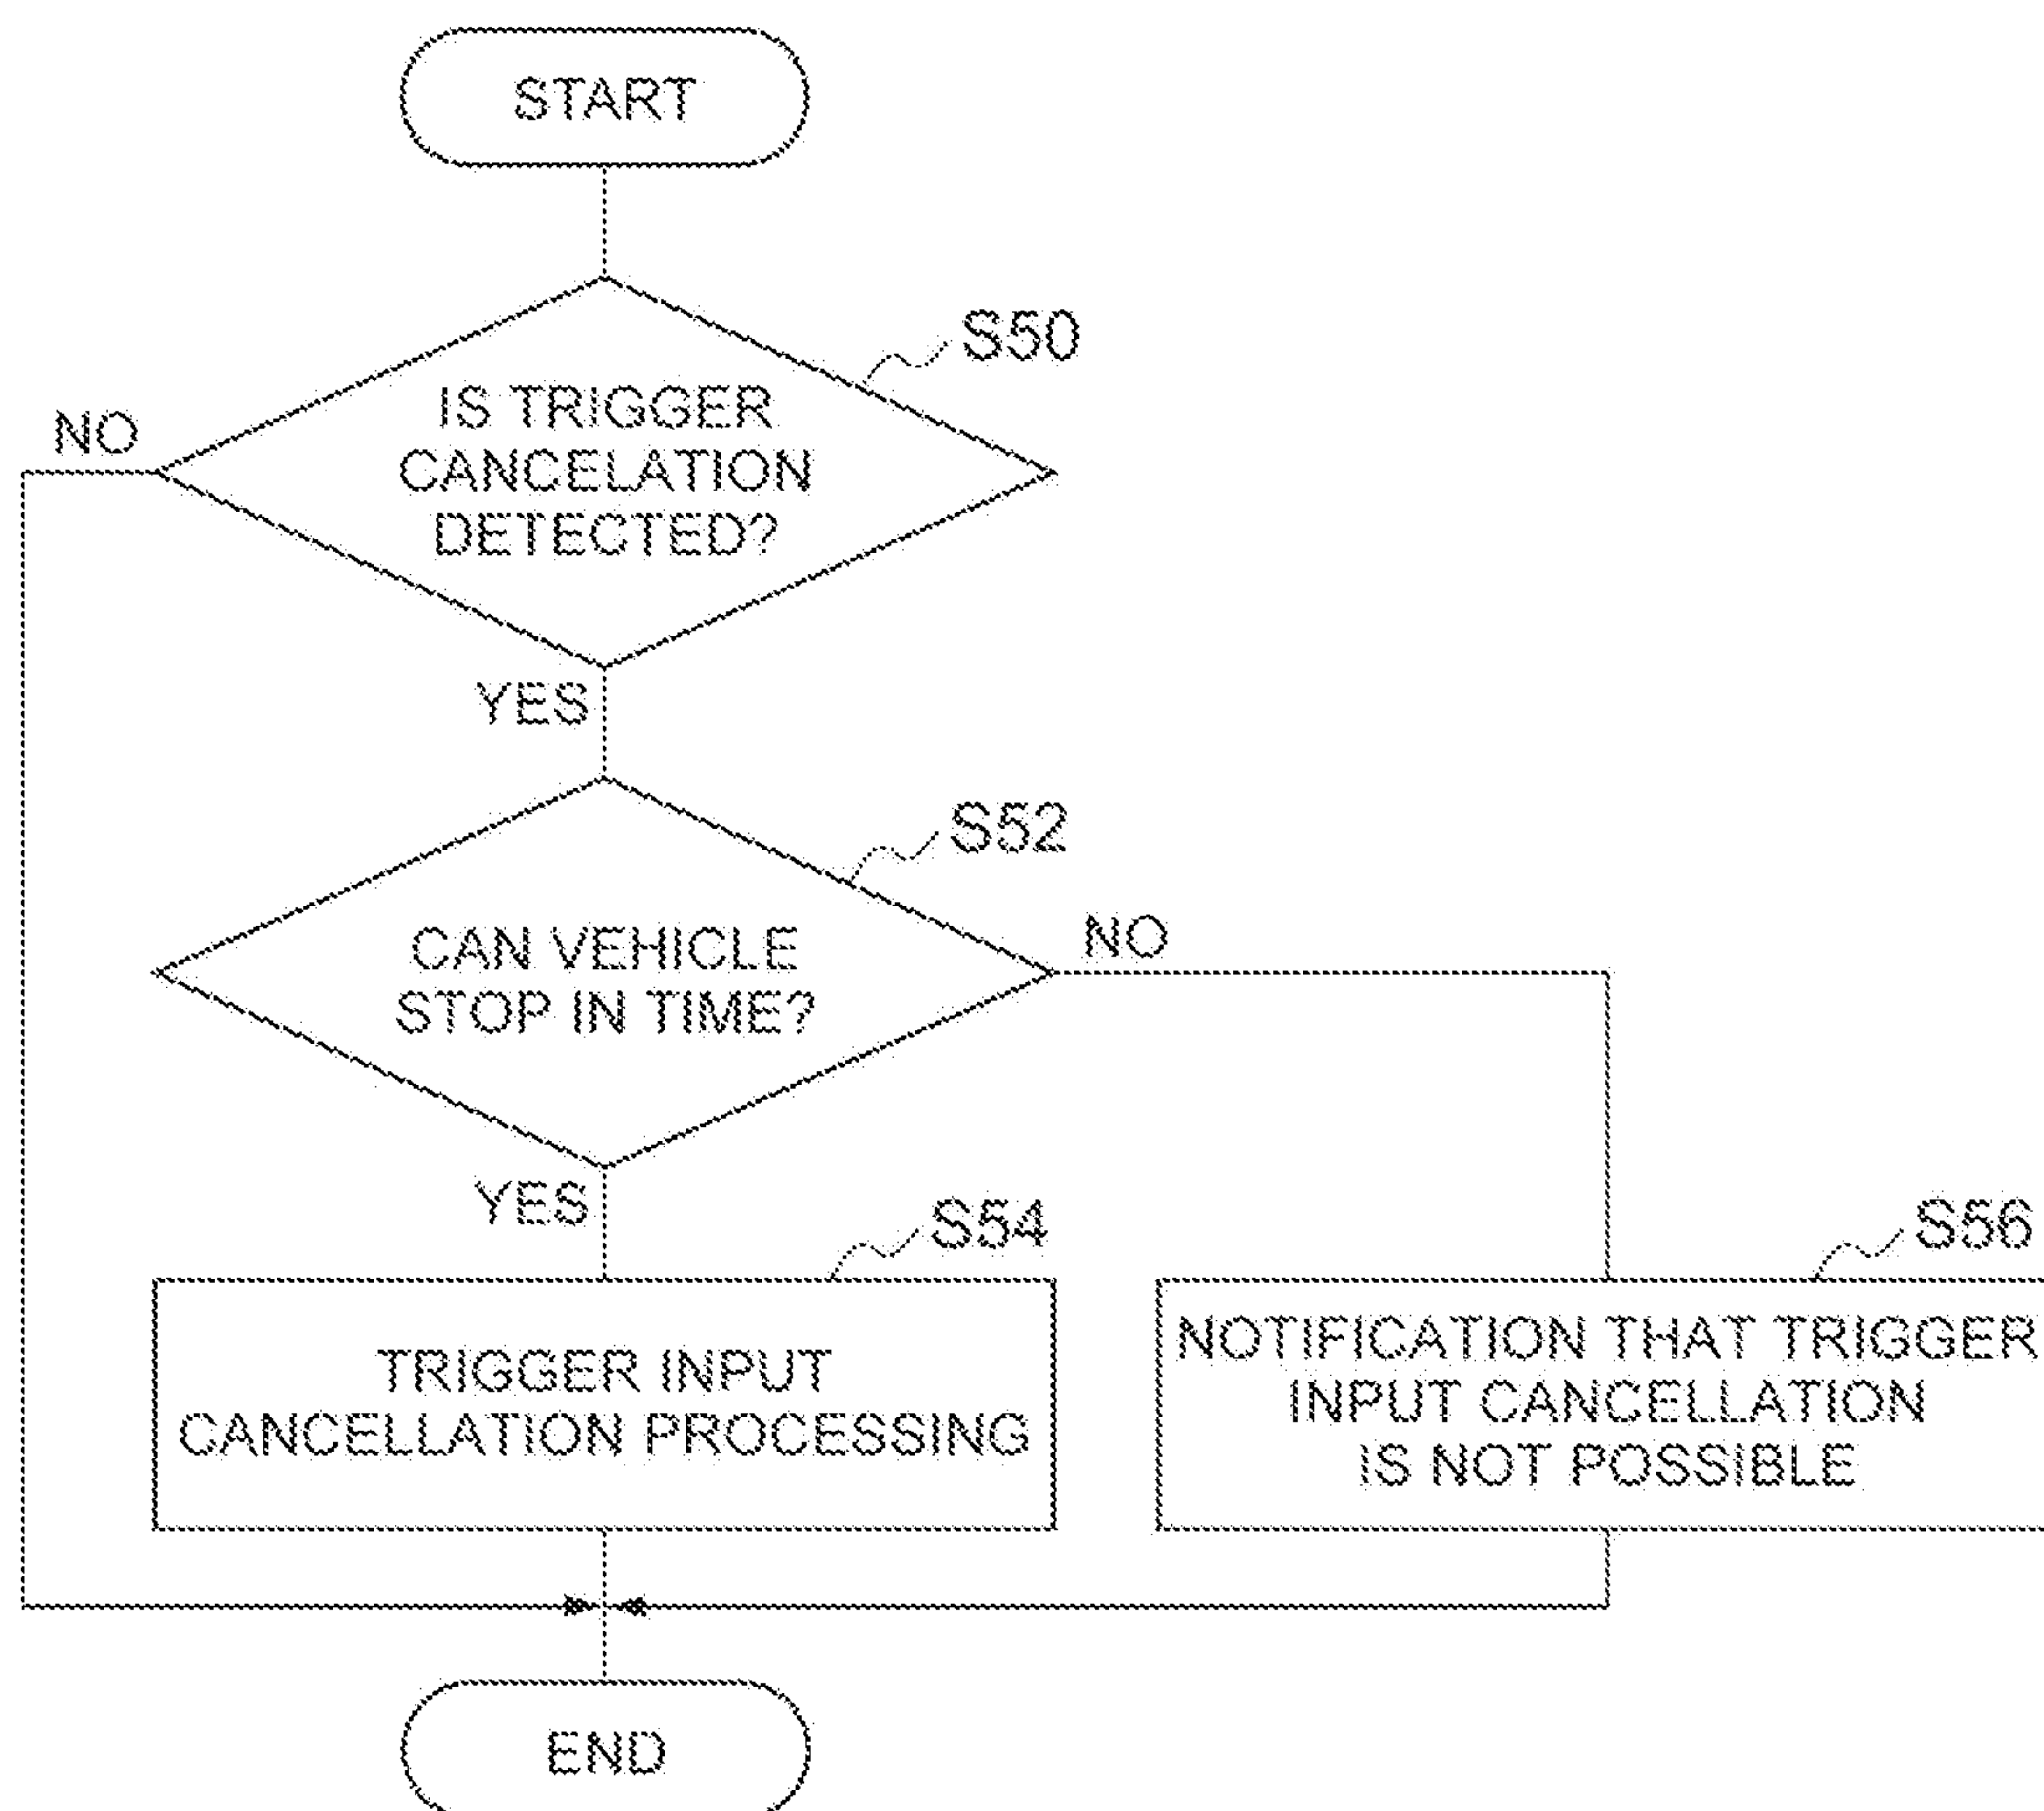 START
S50
IS TRIGGER
CANCELATION
DETECTED?
NO
YES
S52
CAN VEHICLE
STOP IN TIME?
NO
YES
S54
TRIGGER INPUT
CANCELLATION PROCESSING
S56
NOTIFICATION THAT TRIGGER
INPUT CANCELLATION
IS NOT POSSIBLE
END